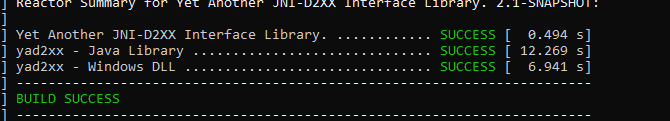 ] Reactor Summary for Yet Another JNI-D2XX Interface Library. 2.1-SNAPSHOT:
]
] Yet Another JNI-D2XX Interface Library. ............ SUCCESS [  0.494 s]
] yad2xx - Java Library .............................. SUCCESS [ 12.269 s]
] yad2xx - Windows DLL ............................... SUCCESS [  6.941 s]
] ------------------------------------------------------------------------
] BUILD SUCCESS
] ------------------------------------------------------------------------